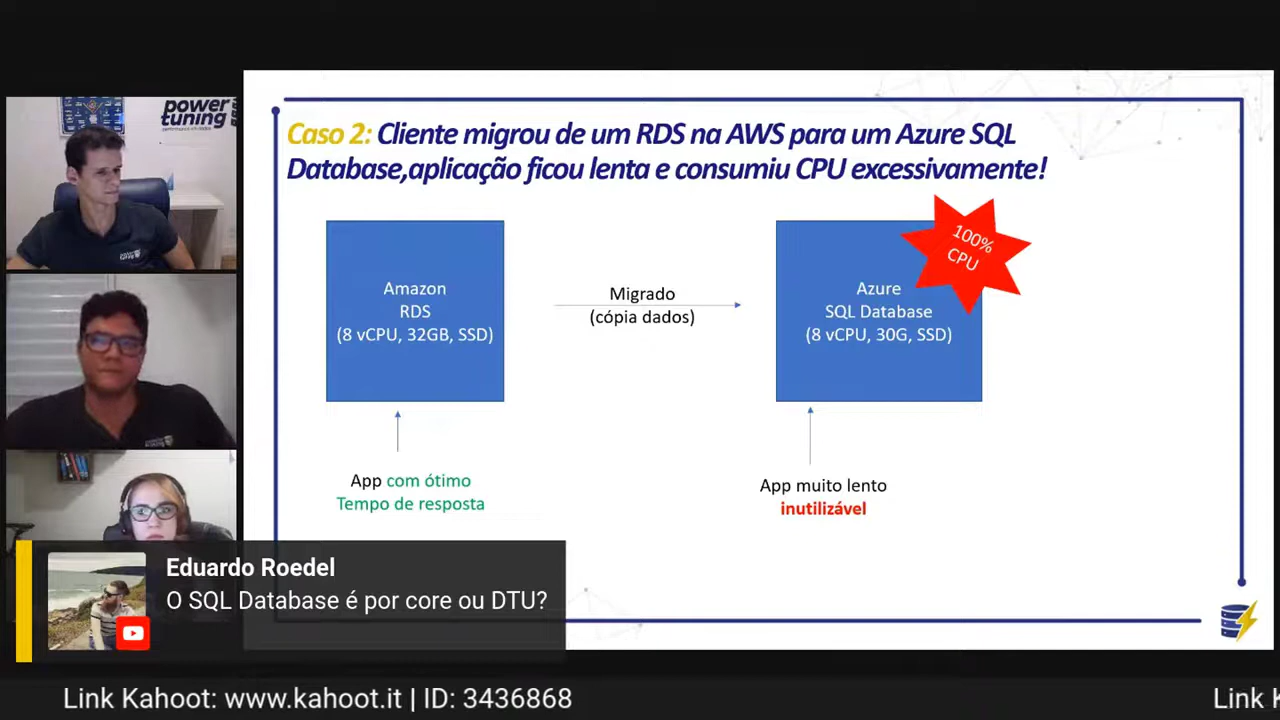 power
tuning
Caso 2: Cliente migrou de um RDS na AWS para um Azure SQL
Database,aplicação ficou lenta e consumiu CPU excessivamente!
Amazon
RDS
(8 vCPU, 32GB, SSD)
Migrado
(cópia dados)
Azure
SQL Database
(8 vCPU, 30G, SSD)
100%
CPU
App com ótimo
Tempo de resposta
App muito lento
inutilizável
Eduardo Roedel
O SQL Database é por core ou DTU?
Link Kahoot: www.kahoot.it | ID: 3436868
Link